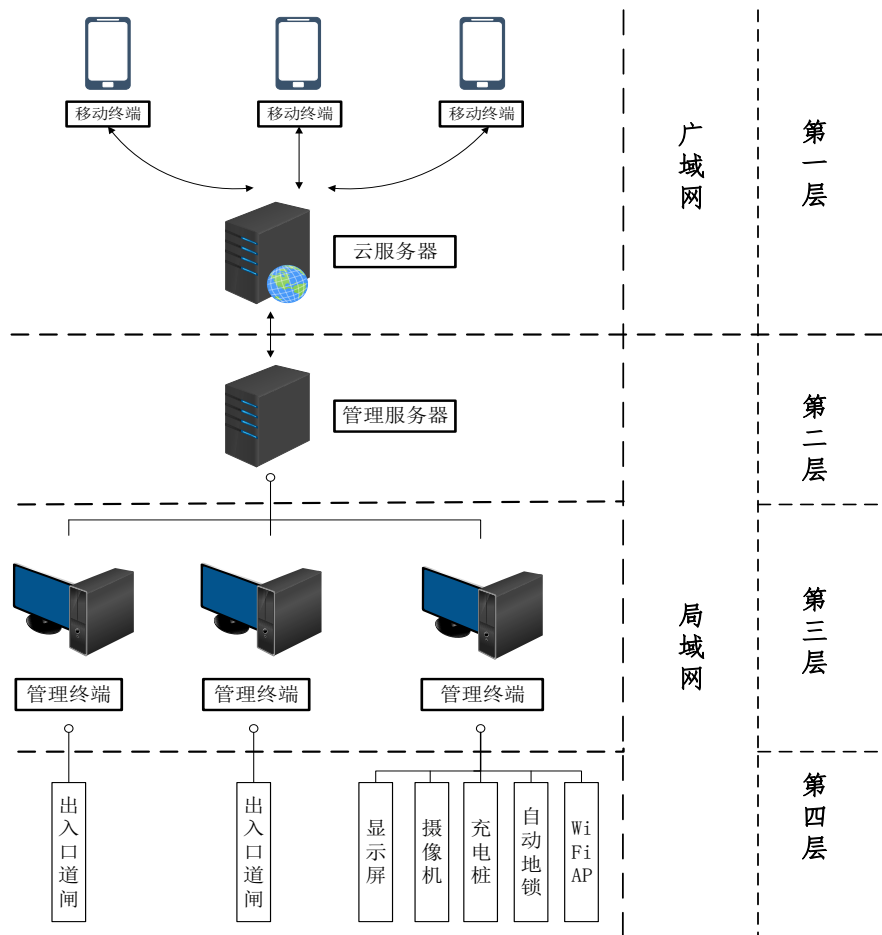 移动终端
移动终端
移动终端
广域网
第一层
云服务器
管理服务器
第二层
局域网
第三层
管理终端
管理终端
管理终端
出入口道闸
出入口道闸
显示屏
摄像机
充电桩
自动地锁
WiFiAP
第四层